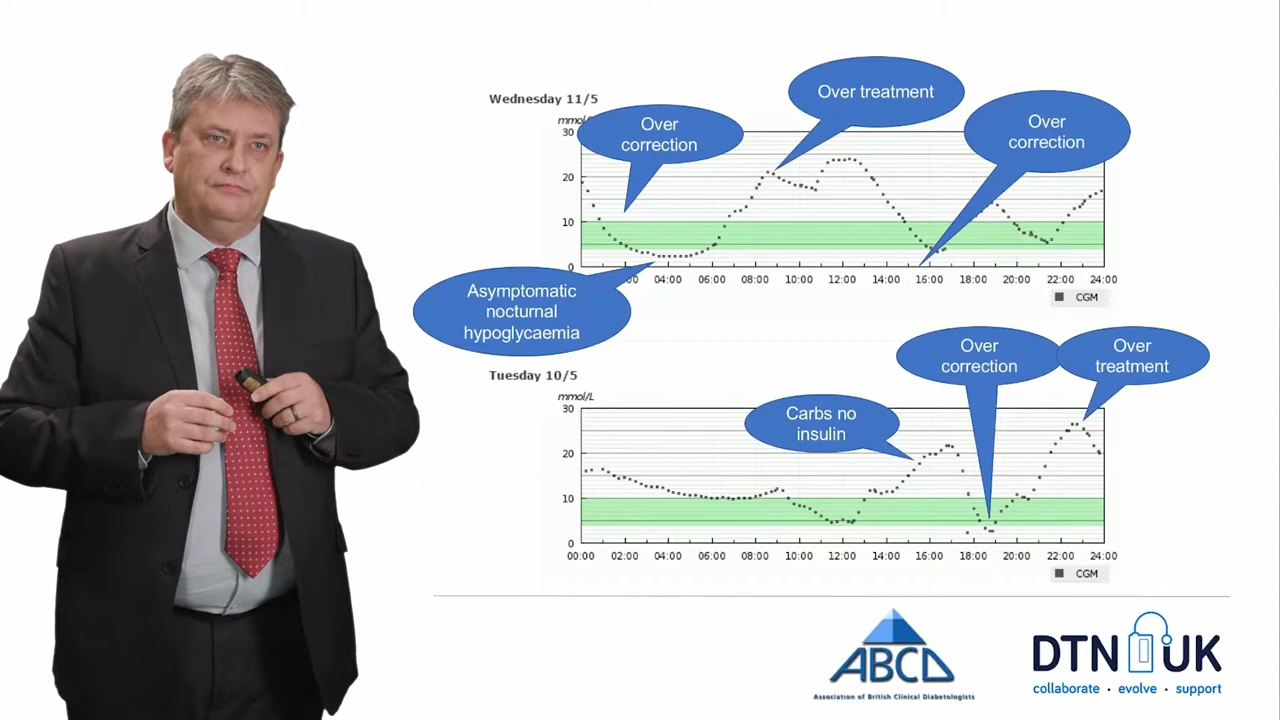 Wednesday 11/5
Over treatment
Over
correction
Over
correction
30
20
10
0
04:00 06:00 08:00 10:00 12:00 14:00 16:00 18:00 20:00 22:00 24:00
CGM
Asymptomatic
nocturnal
hypoglycaemia
Over
correction
Over
treatment
Tuesday 10/5
mmol/L
Carbs no
insulin
30
20
10
0
00:00 02:00 04:00 06:00 08:00 10:00 12:00 14:00 16:00 18:00 20:00 22:00 24:00
CGM
ABCD
Association of British Clinical Diabetologists
DTN UK
collaborate · evolve · support